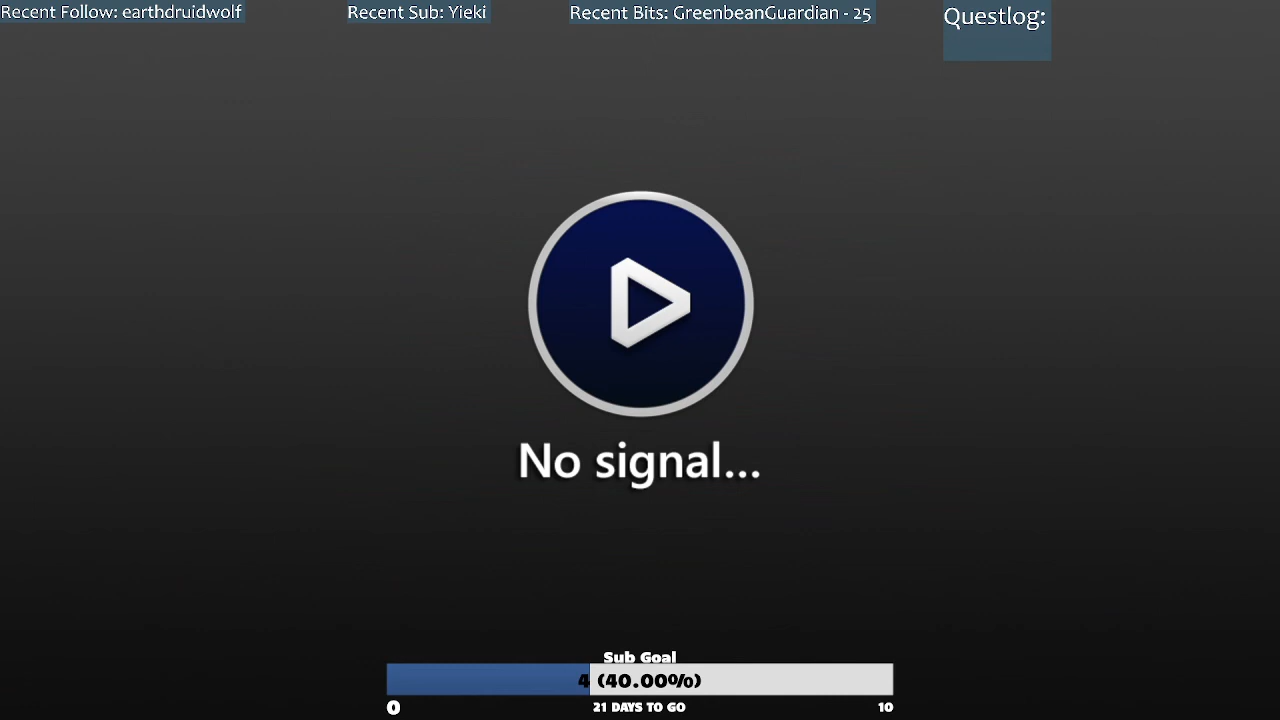 Recent Follow: earthdruidwolf
Recent Sub: Yieki
Recent Bits: GreenbeanGuardian - 25
Questlog:
No signal...
Sub Goal
4 (40.00%)
0
21 DAYS TO GO
10